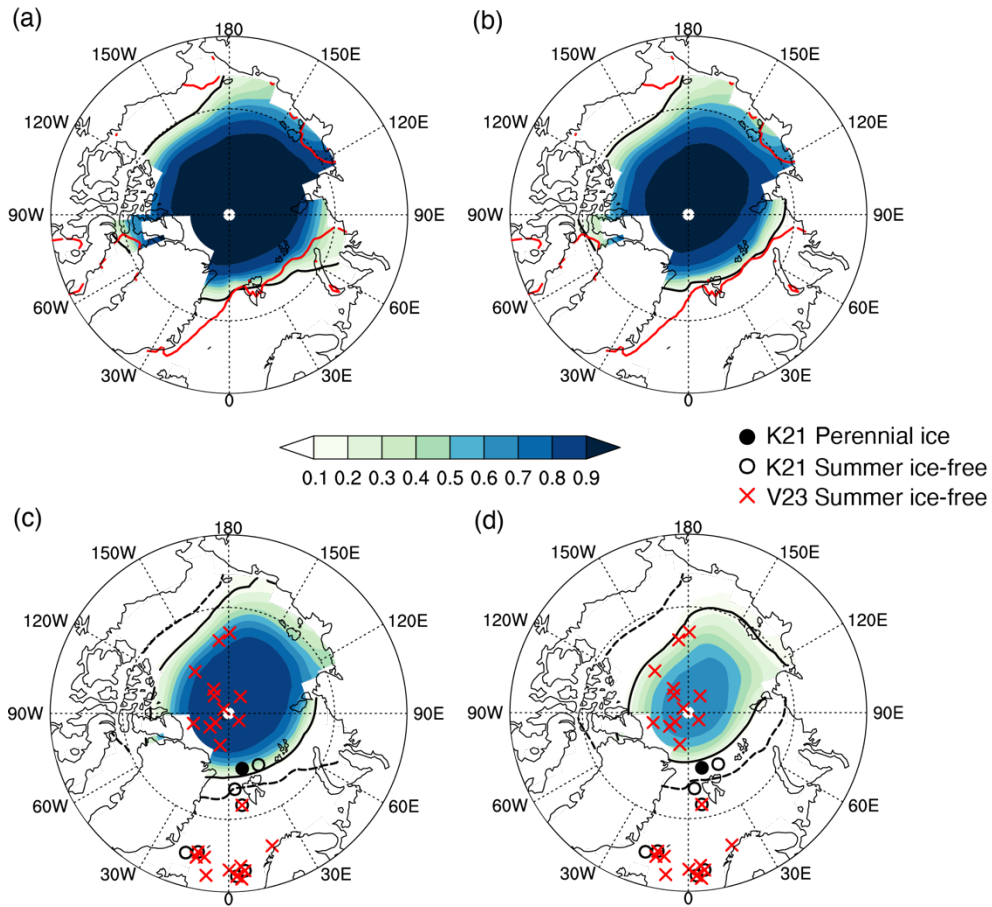 (a)
180
150W
150E
120W
120E
90W
90E
60W
60E
30W
30E
0
(b)
180
150W
150E
120W
120E
90W
90E
60W
60E
30W
30E
0
0.1 0.2 0.3 0.4 0.5 0.6 0.7 0.8 0.9
K21 Perennial ice
K21 Summer ice-free
V23 Summer ice-free
(c)
180
150W
150E
120W
120E
90W
90E
60W
60E
30W
30E
0
(d)
180
150W
150E
120W
120E
90W
90E
60W
60E
30W
30E
0